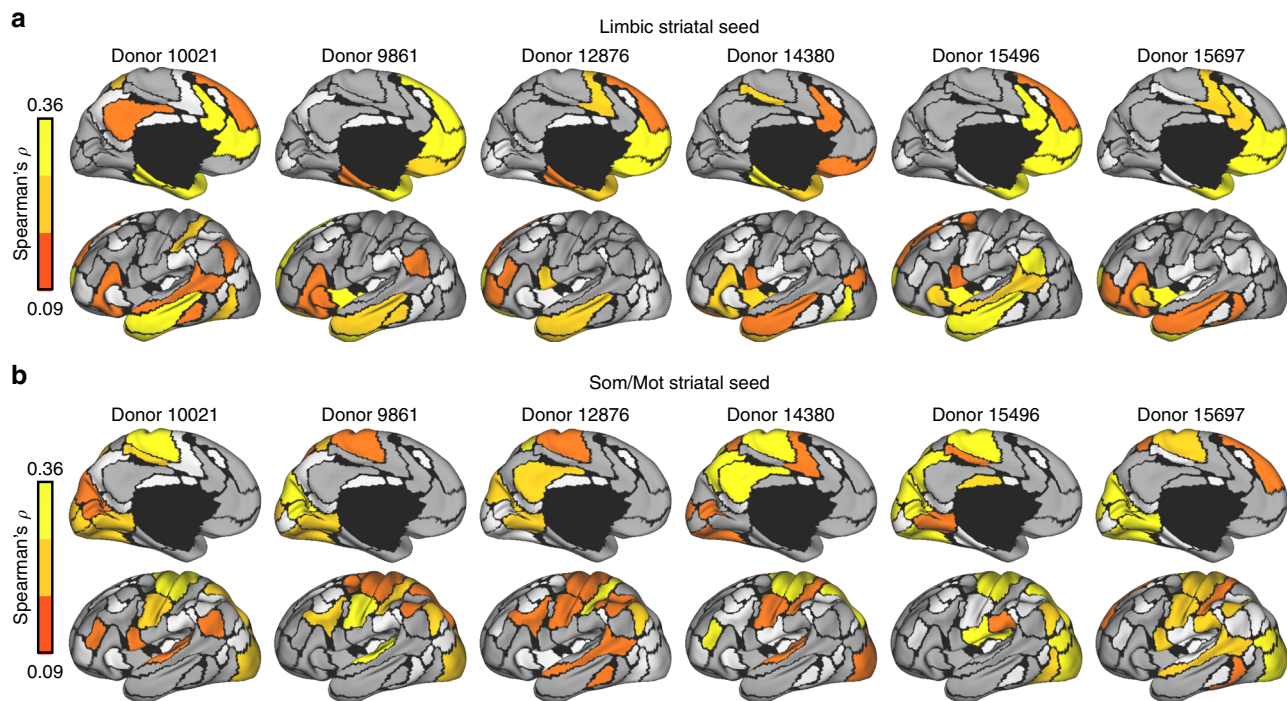 a
Limbic striatal seed
Donor 10021 Donor 9861 Donor 12876 Donor 14380 Donor 15496 Donor 15697
0.36
Spearman's ρ
0.09
b
Som/Mot striatal seed
Donor 10021 Donor 9861 Donor 12876 Donor 14380 Donor 15496 Donor 15697
0.36
Spearman's ρ
0.09